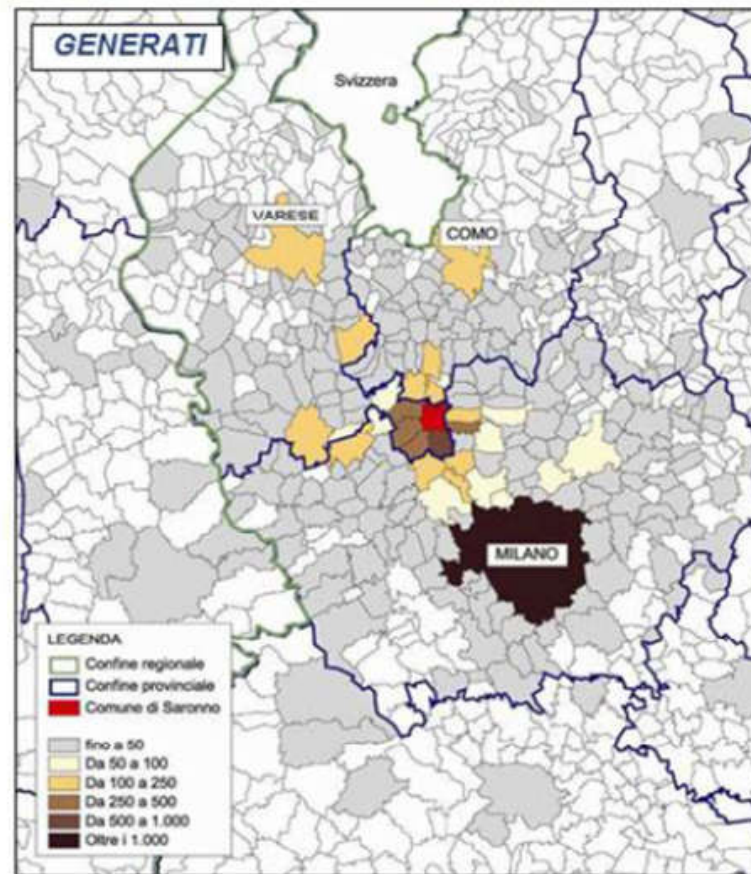 GENERATI
Svizzera
VARESE
COMO
MILANO
LEGENDA
Confine regionale
Confine provinciale
Comune di Saronno
fino a 50
Da 50 a 100
Da 100 a 250
Da 250 a 500
Da 500 a 1.000
Oltre i 1.000